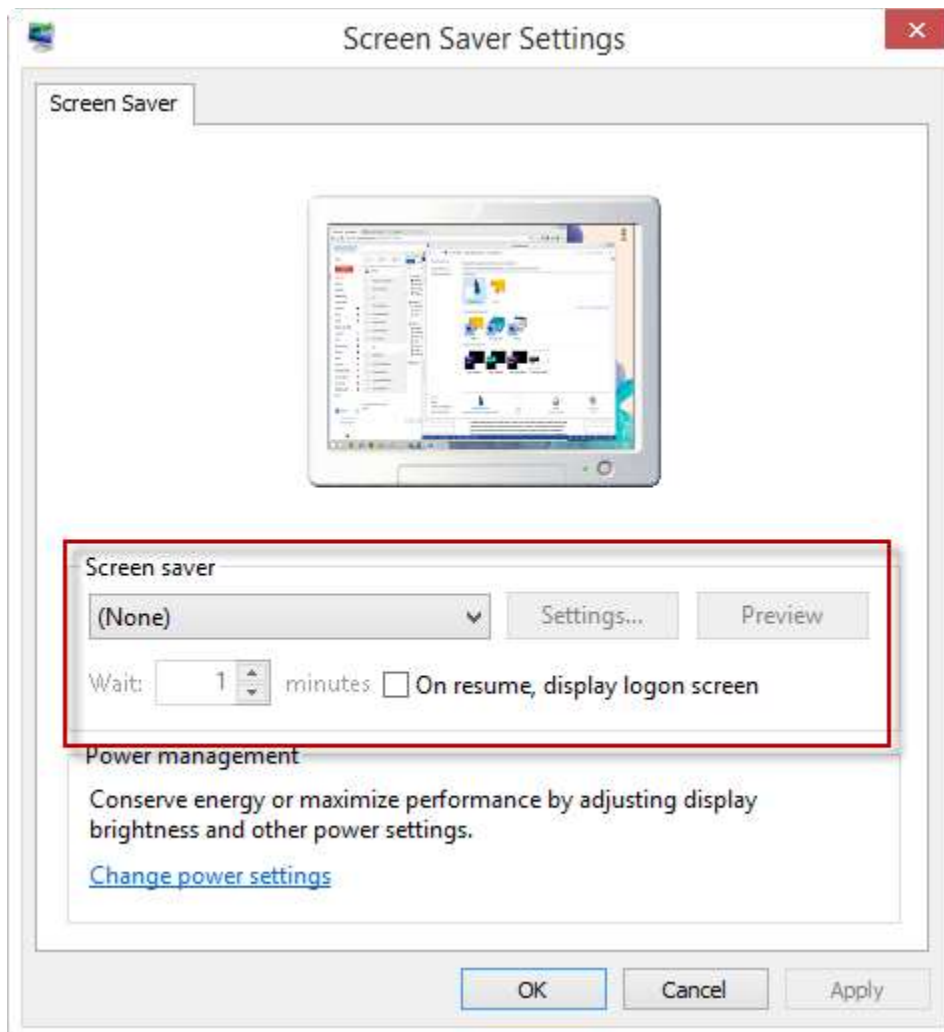 Screen Saver Settings
Screen Saver
Screen saver
(None)
Settings...
Preview
Wait: 1 minutes On resume, display logon screen
Power management
Conserve energy or maximize performance by adjusting display
brightness and other power settings.
Change power settings
OK Cancel Apply